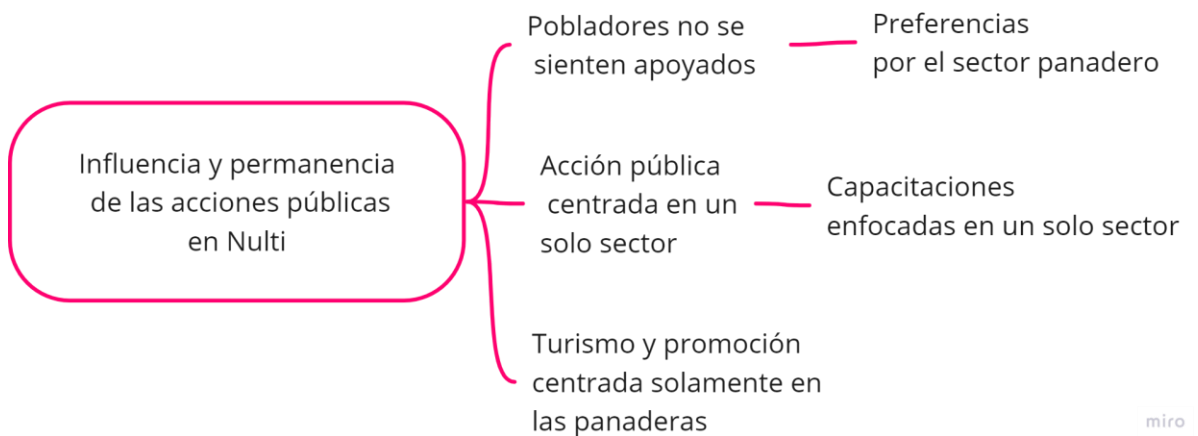 Influencia y permanencia
de las acciones públicas
en Nulti
Pobladores no se
sienten apoyados
Preferencias
por el sector panadero
Acción pública
centrada en un
solo sector
Capacitaciones
enfocadas en un solo sector
Turismo y promoción
centrada solamente en
las panaderas
miro